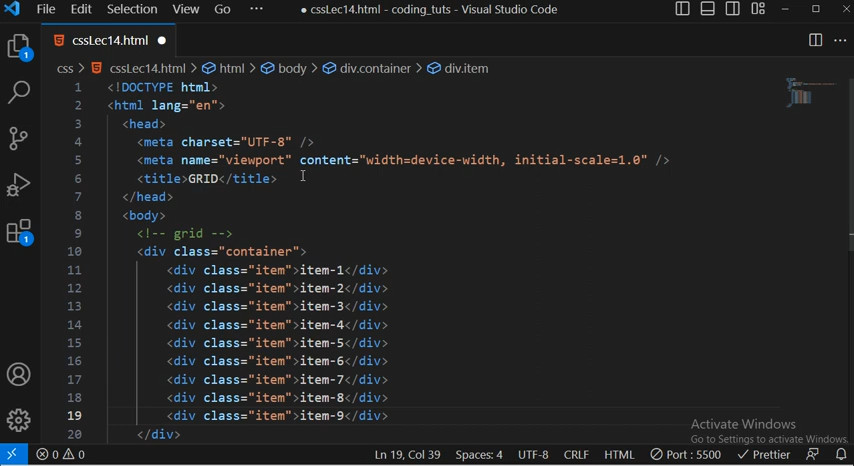 File Edit Selection View Go ··· ● cssLec14.html - coding_tuts - Visual Studio Code
cssLec14.html ●
css > cssLec14.html > html > body > div.container > div.item
1 <!DOCTYPE html>
2 <html lang="en">
3 <head>
4 <meta charset="UTF-8" />
5 <meta name="viewport" content="width=device-width, initial-scale=1.0" />
6 <title>GRID</title>
7 </head>
8 <body>
9 <!-- grid -->
10 <div class="container">
11 <div class="item">item-1</div>
12 <div class="item">item-2</div>
13 <div class="item">item-3</div>
14 <div class="item">item-4</div>
15 <div class="item">item-5</div>
16 <div class="item">item-6</div>
17 <div class="item">item-7</div>
18 <div class="item">item-8</div>
19 <div class="item">item-9</div>
20 </div>
1
1
Activate Windows
Go to Settings to activate Windows.
0 0 Ln 19, Col 39 Spaces: 4 UTF-8 CRLF HTML Port : 5500 Prettier